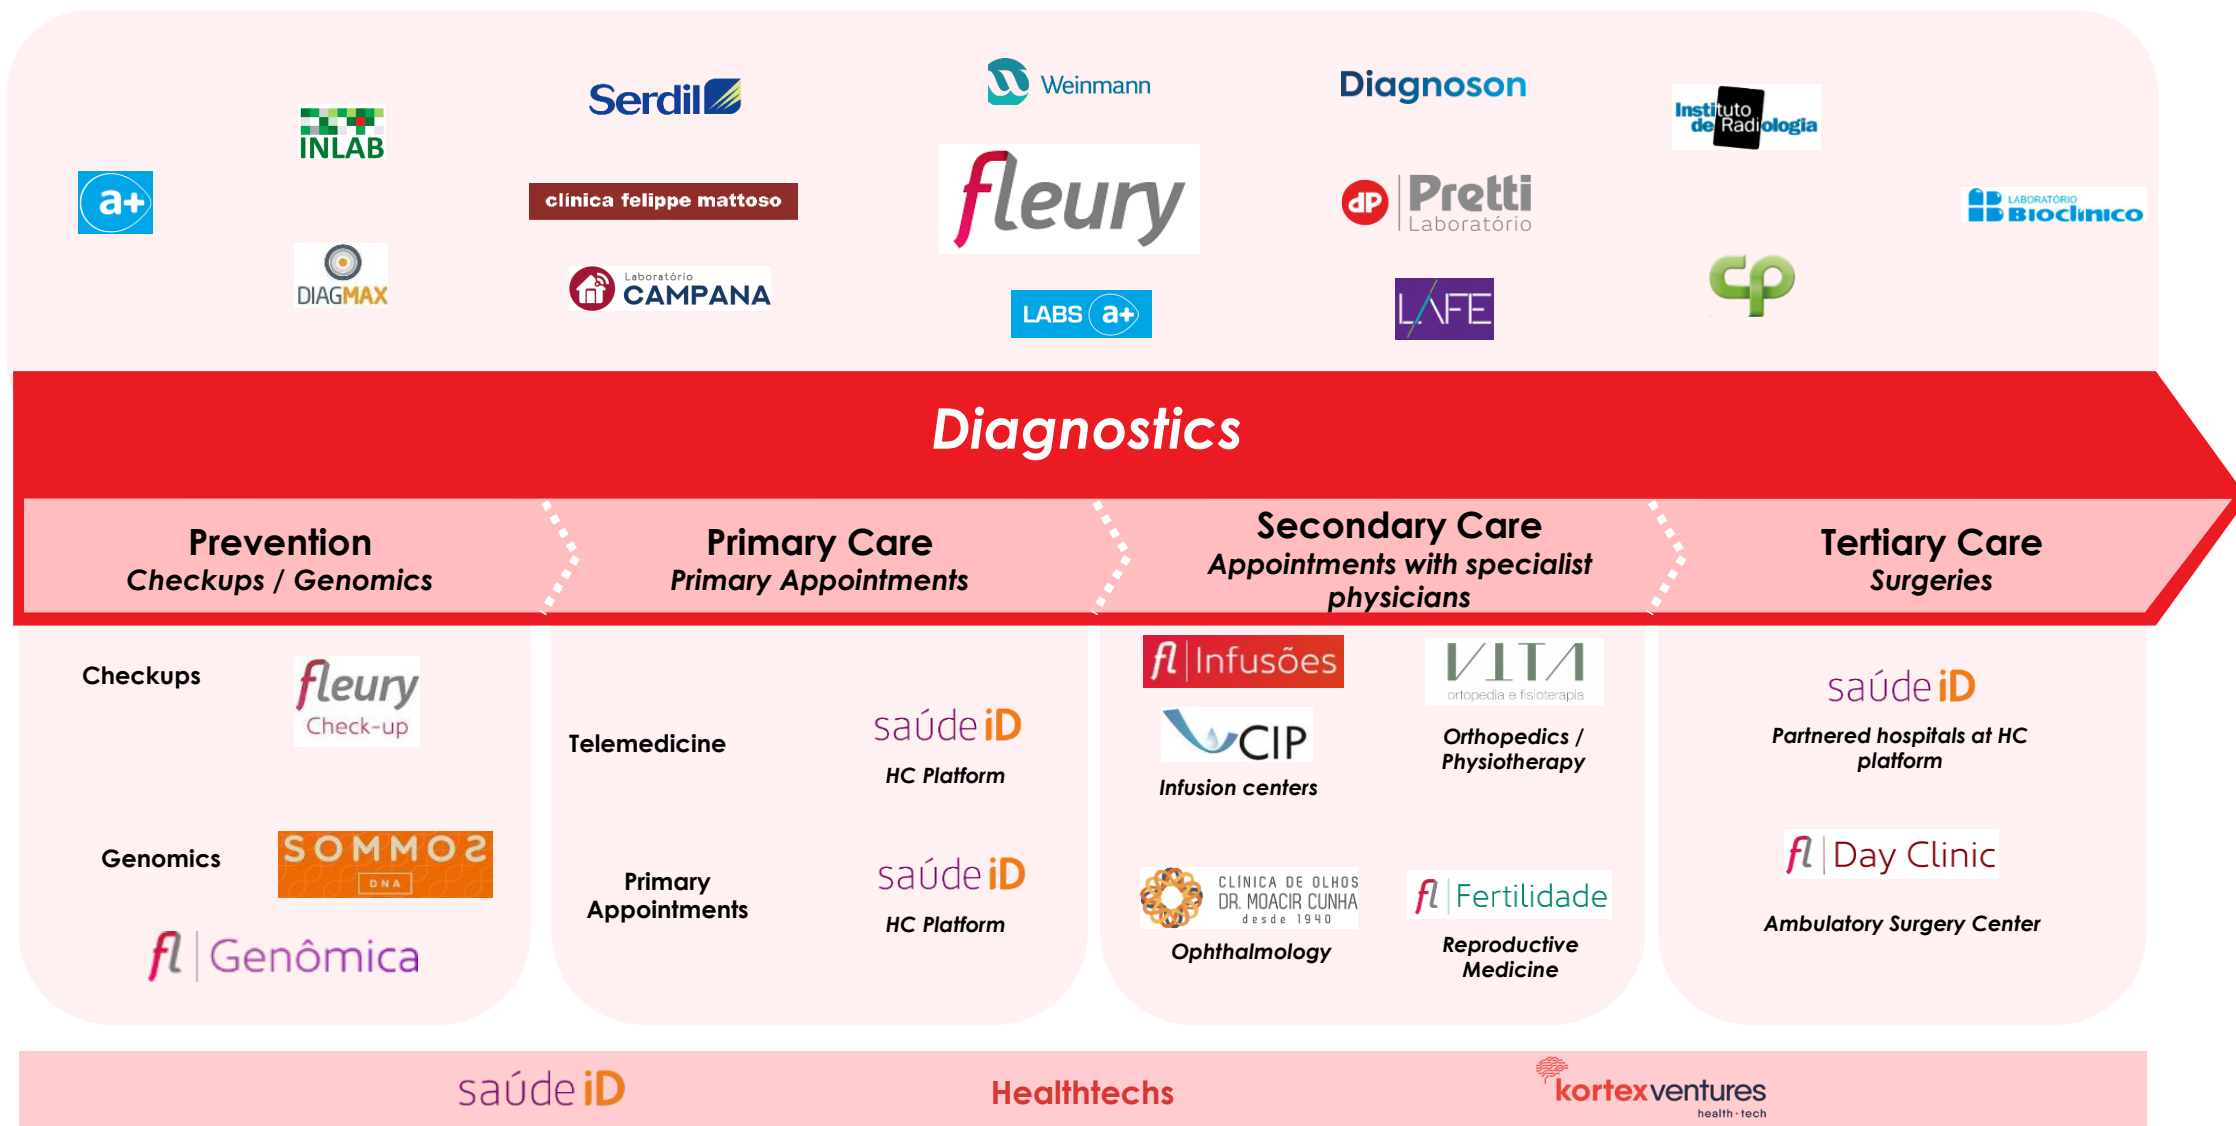 Serdil
Weinmann
Diagnoson
INLAB
Instituto
de Radiologia
a+
clínica felippe mattoso
fleury
dP Pretti
Laboratório
LABORATÓRIO
Bioclínico
DIAGMAX
Laboratório
CAMPANA
LABS a+
LAFE
cp
Diagnostics
Prevention
Checkups / Genomics
Primary Care
Primary Appointments
Secondary Care
Appointments with specialist
physicians
Tertiary Care
Surgeries
Checkups
fleury
Check-up
Genomics
SOMMOS
DNA
fl Genômica
Telemedicine
saúde iD
HC Platform
Primary
Appointments
saúde iD
HC Platform
fl Infusões
CIP
Infusion centers
VITA
ortopedia e fisioterapia
Orthopedics /
Physiotherapy
CLÍNICA DE OLHOS
DR. MOACIR CUNHA
desde 1940
Ophthalmology
fl Fertilidade
Reproductive
Medicine
saúde iD
Partnered hospitals at HC
platform
fl Day Clinic
Ambulatory Surgery Center
saúde iD
Healthtechs
kortexventures
health·tech